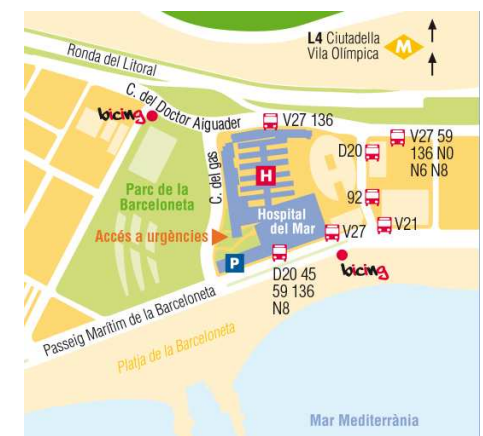 L4 Ciutadella
Vila Olímpica
M
Ronda del Litoral
C. del Doctor Aiguader
bicing
V27 136
V27 59
136 N0
N6 N8
D20
H
C. del gas
Parc de la
Barceloneta
92
Hospital
del Mar
V21
V27
Accés a urgències
P
bicing
D20 45
59 136
N8
Passeig Marítim de la Barceloneta
Platja de la Barceloneta
Mar Mediterrània